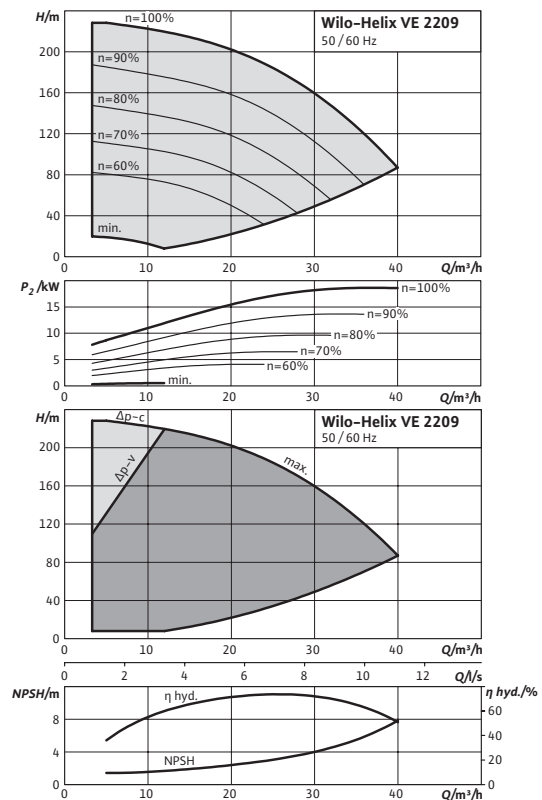 H/m
n=100%
Wilo-Helix VE 2209
50 / 60 Hz
200
n=90%
160
n=80%
120
n=70%
80
n=60%
40
min.
0
0 10 20 30 40 Q/m³/h
P₂ /kW
15
n=100%
n=90%
10
n=80%
5
n=70%
n=60%
min.
0
0 10 20 30 40 Q/m³/h
H/m
Δp-c
Wilo-Helix VE 2209
50 / 60 Hz
200
max.
Δp-v
160
120
80
40
0
0 10 20 30 40 Q/m³/h
0 2 4 6 8 10 12 Q/l/s
NPSH/m
η hyd.
η hyd./%
8
60
40
4
NPSH
20
0
0
0 10 20 30 40 Q/m³/h